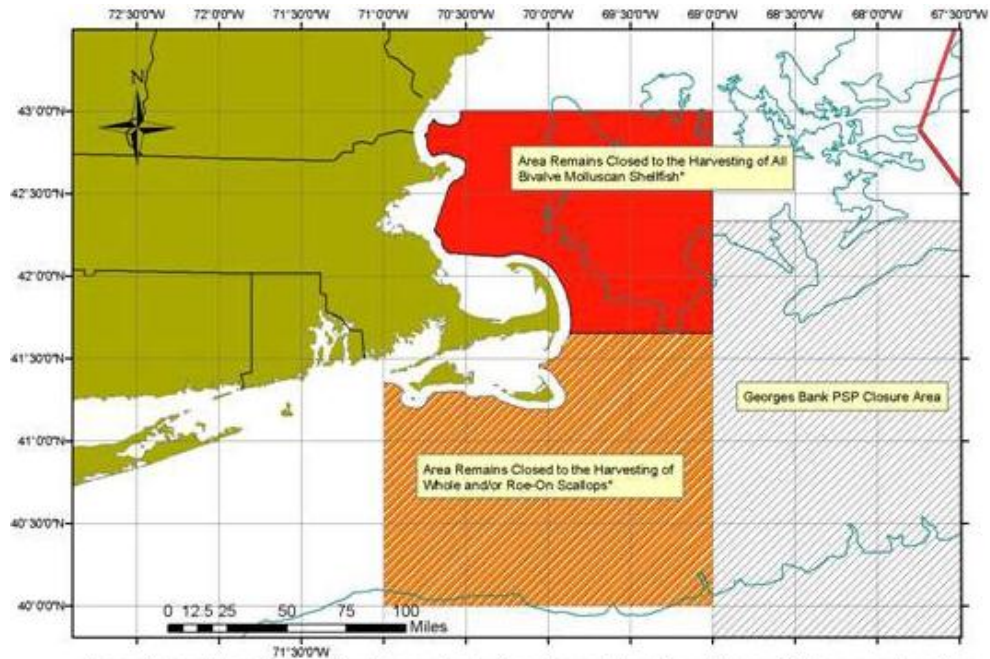 72°30'0"W 72°0'0"W 71°0'0"W 70°30'0"W 70°0'0"W 69°30'0"W 69°0'0"W 68°30'0"W 68°0'0"W 67°30'0"W
N
43°0'0"N
Area Remains Closed to the Harvesting of All
Bivalve Molluscan Shellfish*
42°30'0"N
42°0'0"N
41°30'0"N
Georges Bank PSP Closure Area
41°0'0"N
Area Remains Closed to the Harvesting of
Whole and/or Roe-On Scallops*
40°30'0"N
40°0'0"N
0 12.5 25 50 75 100
Miles
71°30'0"W